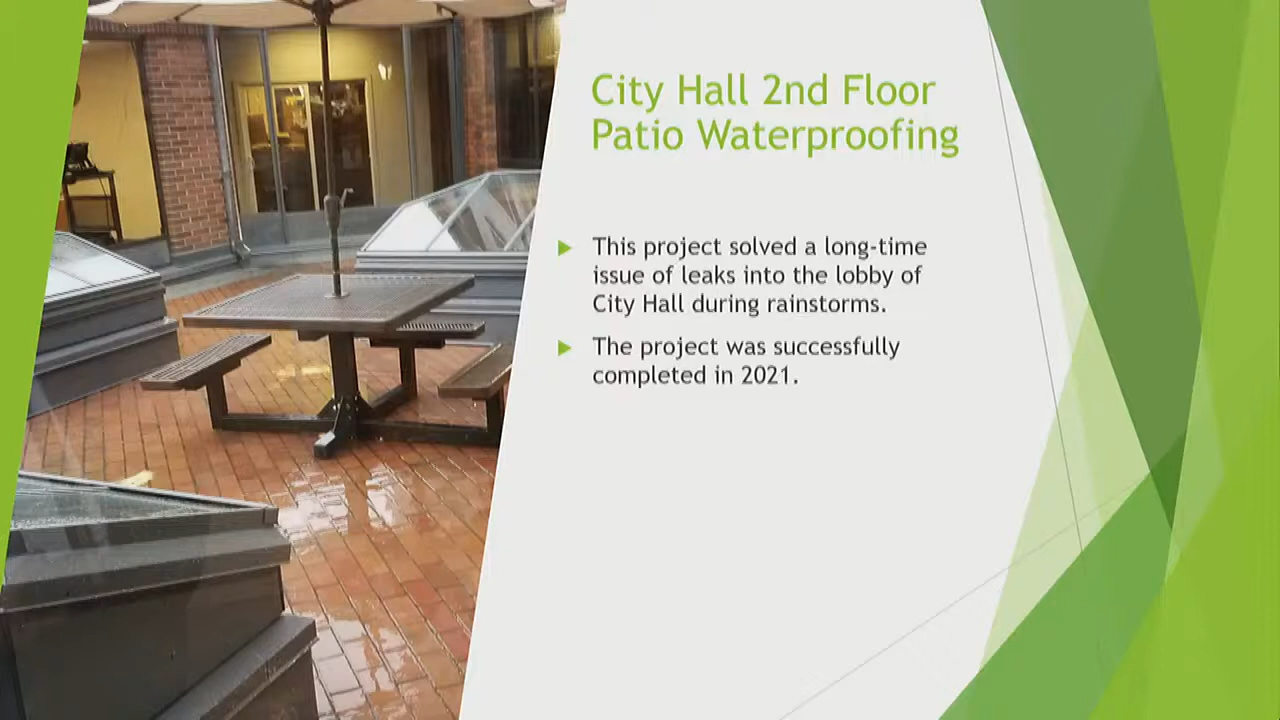 City Hall 2nd Floor
Patio Waterproofing
This project solved a long-time
issue of leaks into the lobby of
City Hall during rainstorms.
The project was successfully
completed in 2021.